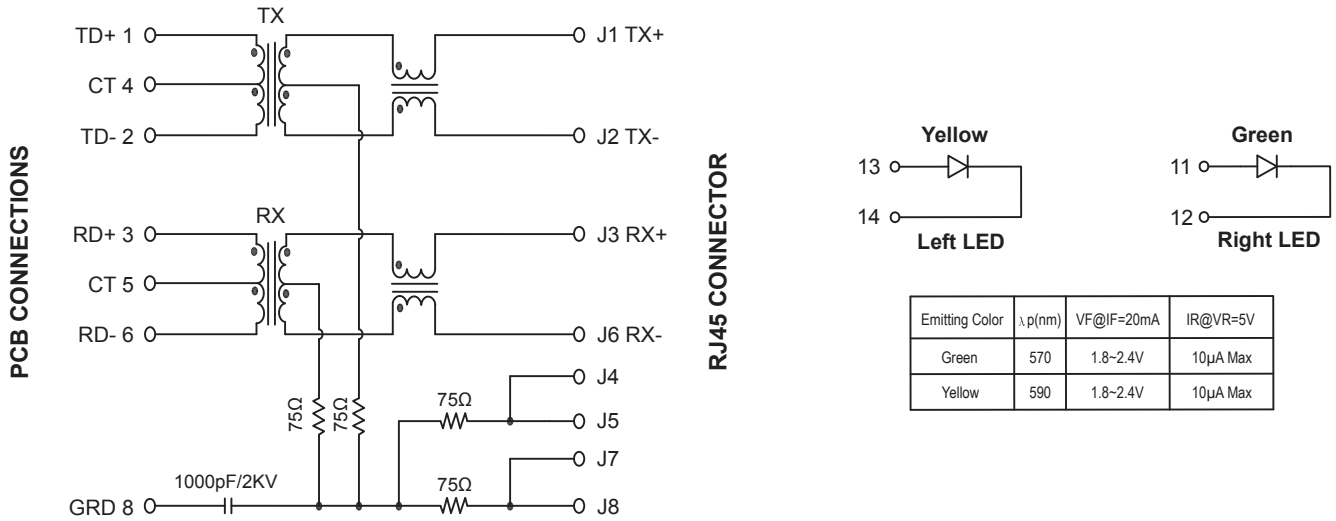 TX
TD+ 1
J1 TX+
CT 4
TD- 2
J2 TX-
RX
RD+ 3
J3 RX+
CT 5
RD- 6
J6 RX-
J4
75Ω
75Ω
75Ω
J5
J7
1000pF/2KV
75Ω
GRD 8
J8
PCB CONNECTIONS
RJ45 CONNECTOR
Yellow
13
14
Left LED
Green
11
12
Right LED
Emitting Color λ p(nm) VF@IF=20mA IR@VR=5V
Green 570 1.8~2.4V 10µA Max
Yellow 590 1.8~2.4V 10µA Max